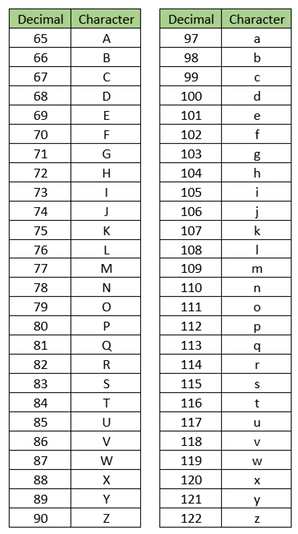 Decimal Character Decimal Character
65 A 97 a
66 B 98 b
67 C 99 c
68 D 100 d
69 E 101 e
70 F 102 f
71 G 103 g
72 H 104 h
73 I 105 i
74 J 106 j
75 K 107 k
76 L 108 l
77 M 109 m
78 N 110 n
79 O 111 o
80 P 112 p
81 Q 113 q
82 R 114 r
83 S 115 s
84 T 116 t
85 U 117 u
86 V 118 v
87 W 119 w
88 X 120 x
89 Y 121 y
90 Z 122 z